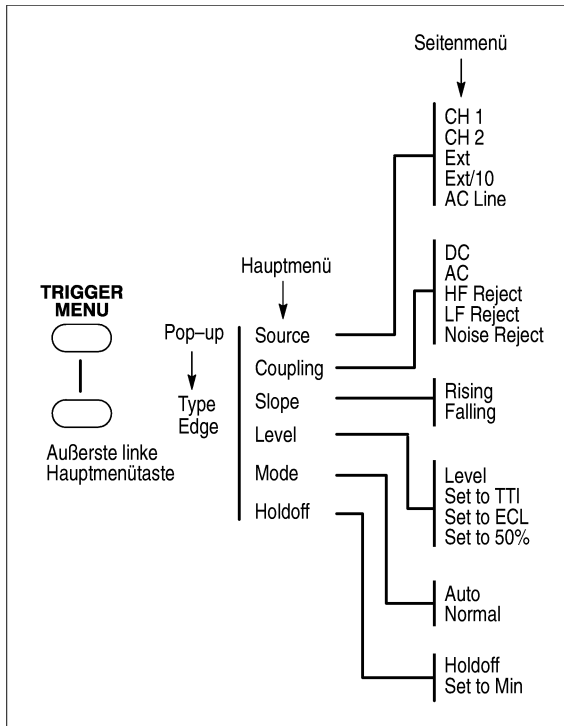 Seitenmenü
CH 1
CH 2
Ext
Ext/10
AC Line
DC
AC
HF Reject
LF Reject
Noise Reject
Hauptmenü
TRIGGER
MENU
Pop–up
Type
Edge
Source
Coupling
Slope
Level
Mode
Holdoff
Rising
Falling
Außerste linke
Hauptmenütaste
Level
Set to TTl
Set to ECL
Set to 50%
Auto
Normal
Holdoff
Set to Min